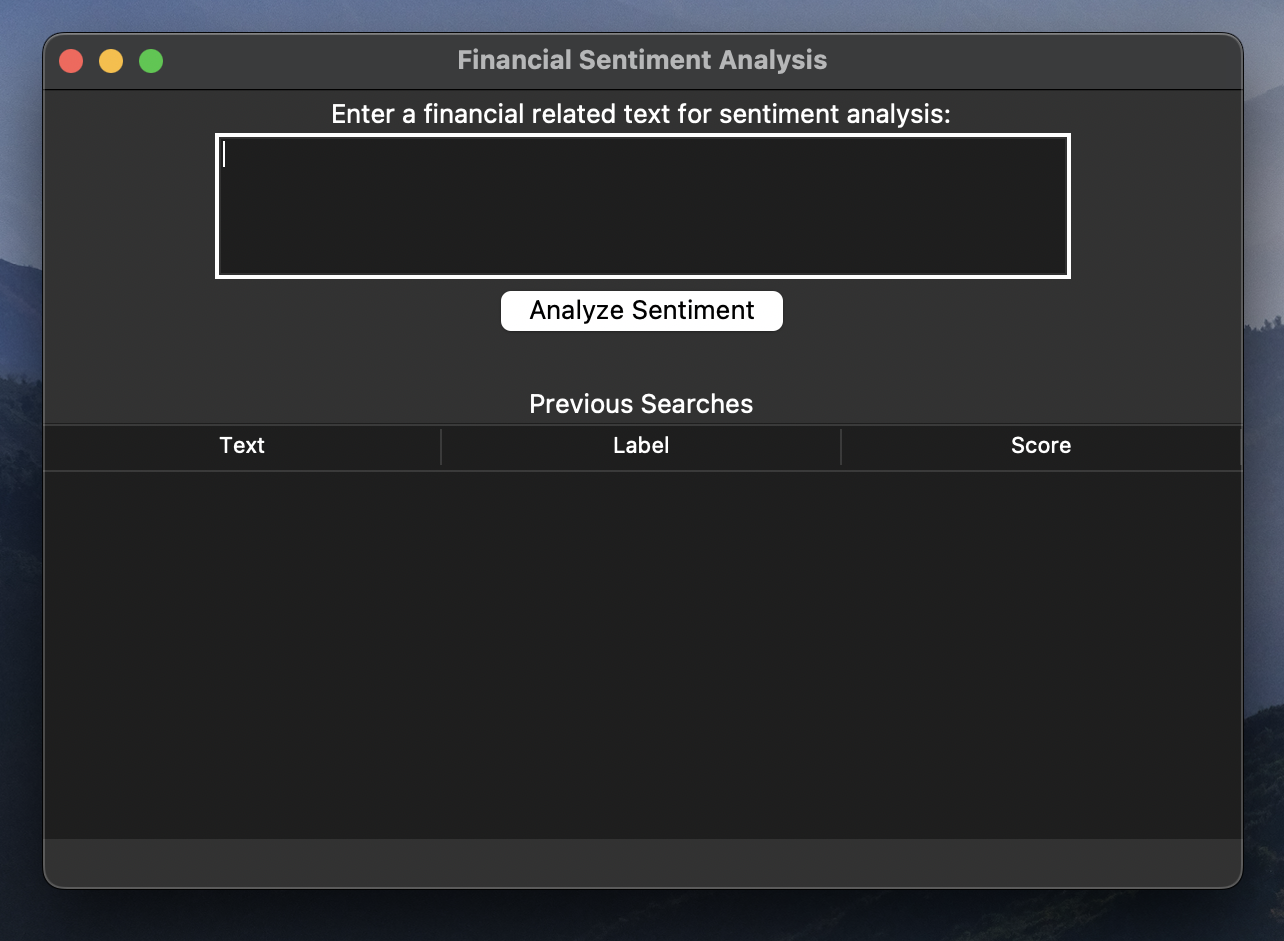 Financial Sentiment Analysis
Enter a financial related text for sentiment analysis:
Analyze Sentiment
Previous Searches
Text Label Score